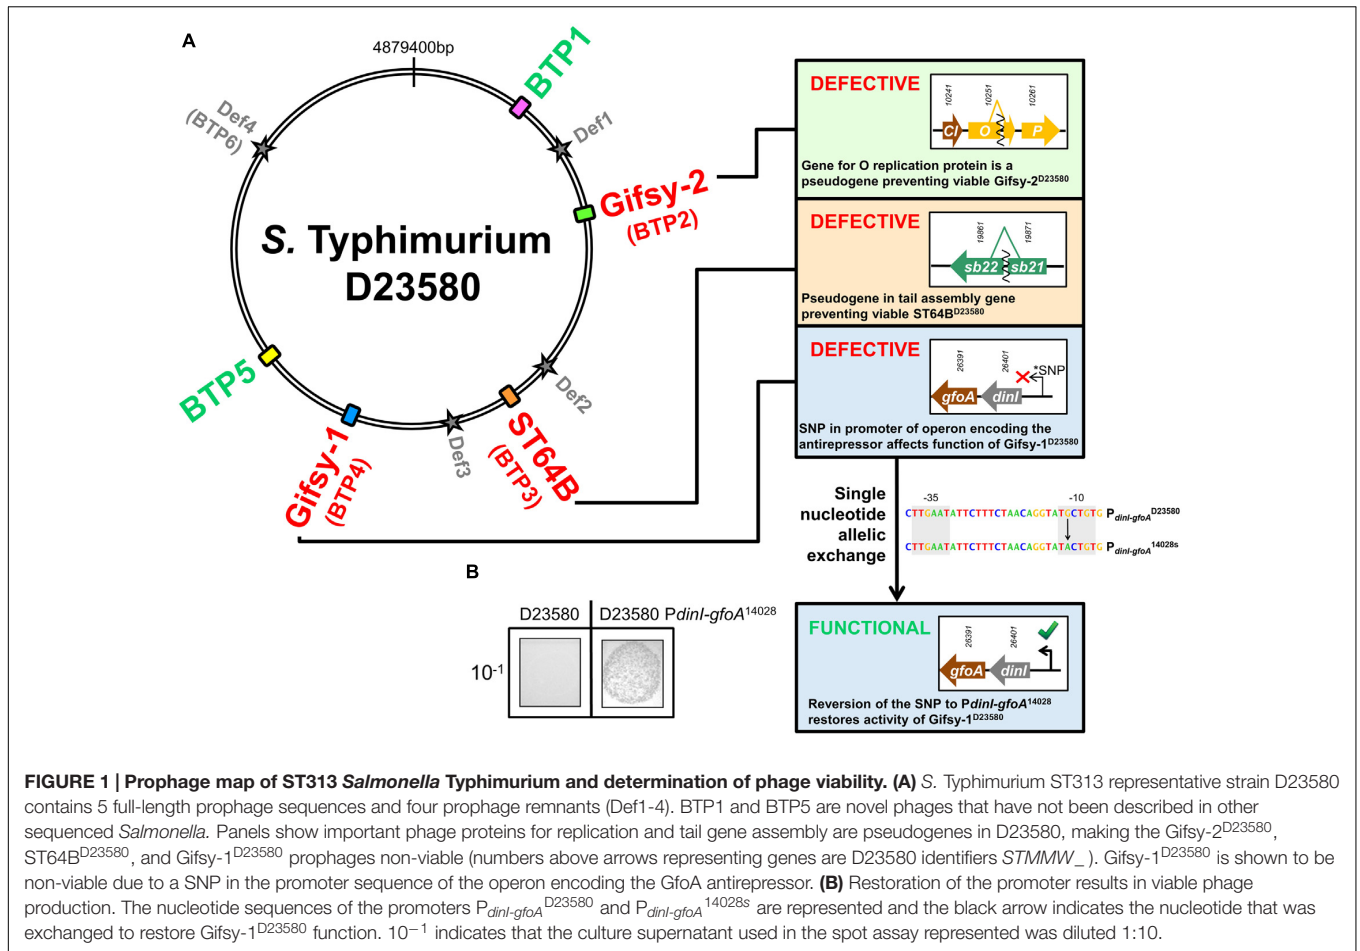 A
4879400bp
BTP1
Def1
Def4
(BTP6)
Gifsy-2
(BTP2)
S. Typhimurium
D23580
BTP5
Def2
ST64B
(BTP3)
Def3
Gifsy-1
(BTP4)
DEFECTIVE
10241
10251
10261
CI
O
P
Gene for O replication protein is a
pseudogene preventing viable Gifsy-2D23580
DEFECTIVE
19861
19871
sb22
sb21
Pseudogene in tail assembly gene
preventing viable ST64BD23580
DEFECTIVE
26391
26401
*SNP
gfoA
dinI
SNP in promoter of operon encoding the
antirepressor affects function of Gifsy-1D23580
Single
nucleotide
allelic
exchange
-35
-10
CTTGAATATTCTTTCTAACAGGTATGCTGTG PdinI-gfoAD23580
CTTGAATATTCTTTCTAACAGGTATACTGTG PdinI-gfoA14028s
B
D23580
D23580 PdinI-gfoA14028
10-1
FUNCTIONAL
26391
26401
gfoA
dinI
Reversion of the SNP to PdinI-gfoA14028
restores activity of Gifsy-1D23580
FIGURE 1 | Prophage map of ST313 Salmonella Typhimurium and determination of phage viability. (A) S. Typhimurium ST313 representative strain D23580
contains 5 full-length prophage sequences and four prophage remnants (Def1-4). BTP1 and BTP5 are novel phages that have not been described in other
sequenced Salmonella. Panels show important phage proteins for replication and tail gene assembly are pseudogenes in D23580, making the Gifsy-2D23580,
ST64BD23580, and Gifsy-1D23580 prophages non-viable (numbers above arrows representing genes are D23580 identifiers STMMW_ ). Gifsy-1D23580 is shown to be
non-viable due to a SNP in the promoter sequence of the operon encoding the GfoA antirepressor. (B) Restoration of the promoter results in viable phage
production. The nucleotide sequences of the promoters PdinI-gfoAD23580 and PdinI-gfoA14028s are represented and the black arrow indicates the nucleotide that was
exchanged to restore Gifsy-1D23580 function. 10−1 indicates that the culture supernatant used in the spot assay represented was diluted 1:10.